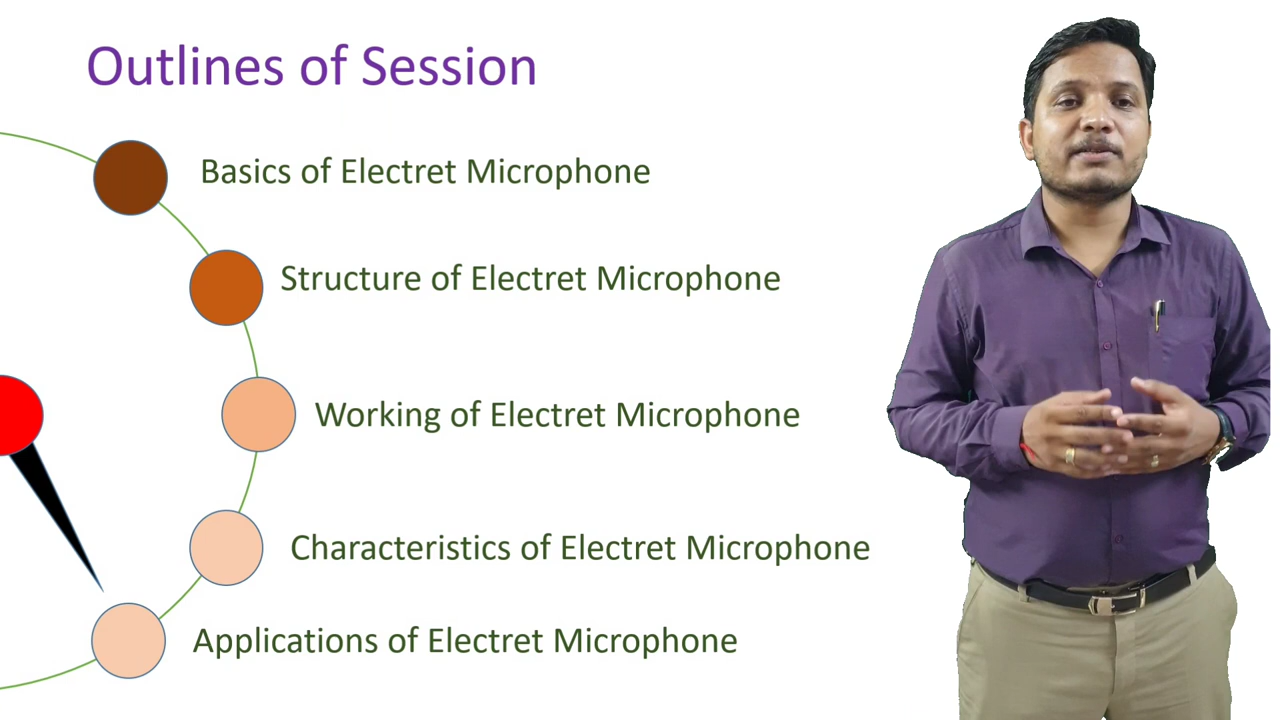 Outlines of Session
Basics of Electret Microphone
Structure of Electret Microphone
Working of Electret Microphone
Characteristics of Electret Microphone
Applications of Electret Microphone